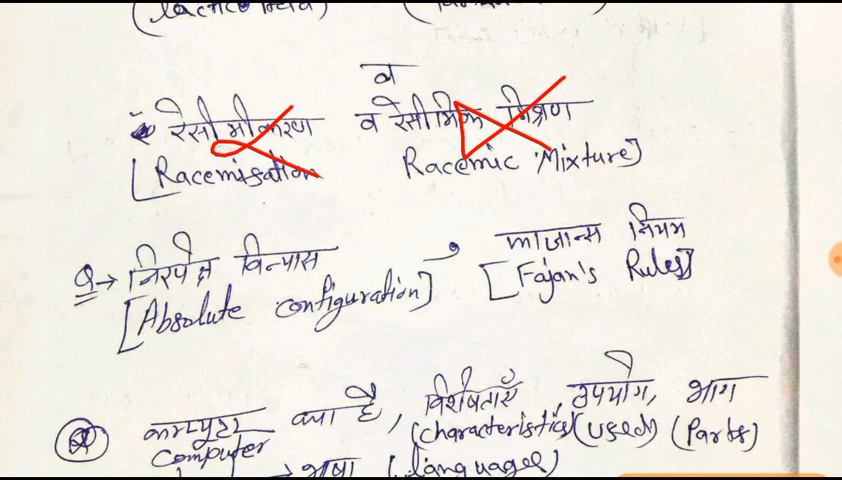 व
रेसीमीकरण व रेसीमिक मिश्रण
[Racemisation Racemic Mixture]
Q→ निरपेक्ष विन्यास , फाजान्स नियम
[Absolute configuration] [Fajan's Rules]
कम्प्यूटर क्या है, विशेषताएँ, उपयोग, भाग
Computer (characteristics) (used) (Parts)
→ भाषा (languages)